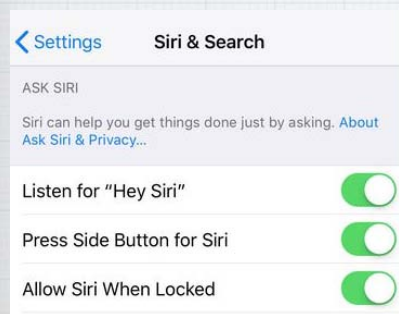 Settings
Siri & Search
ASK SIRI
Siri can help you get things done just by asking. About
Ask Siri & Privacy...
Listen for “Hey Siri”
Press Side Button for Siri
Allow Siri When Locked